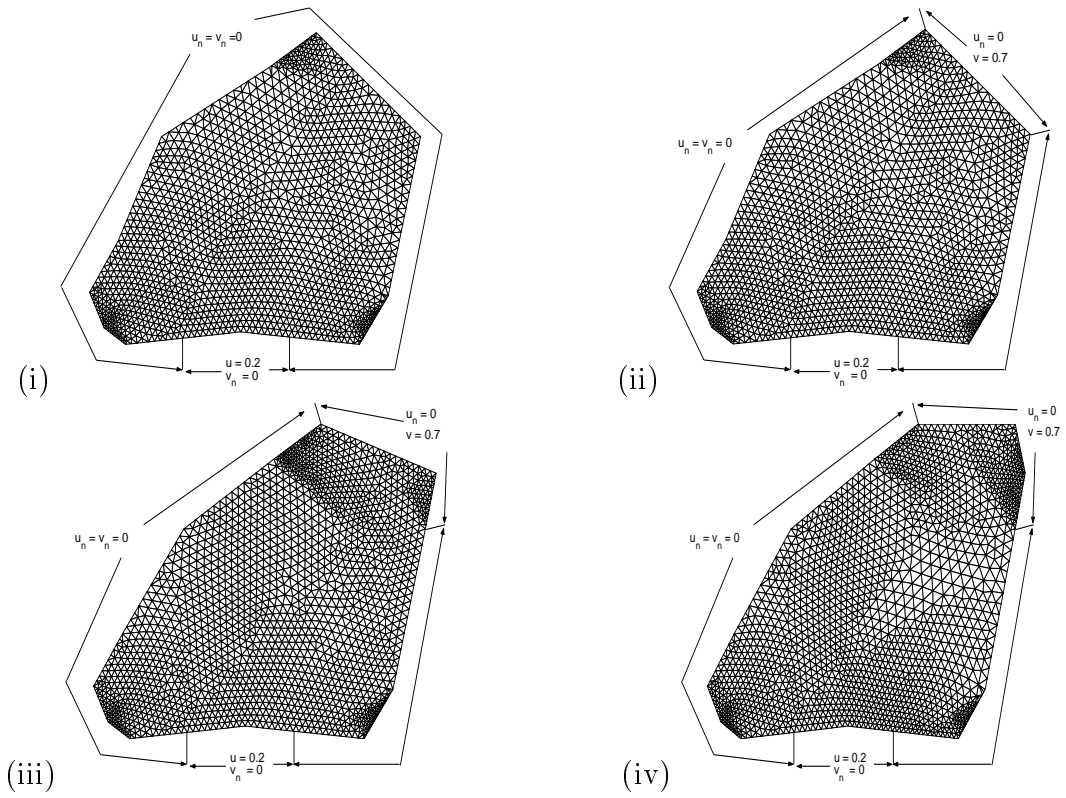 u_n = v_n =0
u = 0.2
v_n = 0
(i)
u_n = 0
v = 0.7
u_n = v_n = 0
u = 0.2
v_n = 0
(ii)
u_n = 0
v = 0.7
u_n = v_n = 0
u = 0.2
v_n = 0
(iii)
u_n = 0
v = 0.7
u_n = v_n = 0
u = 0.2
v_n = 0
(iv)